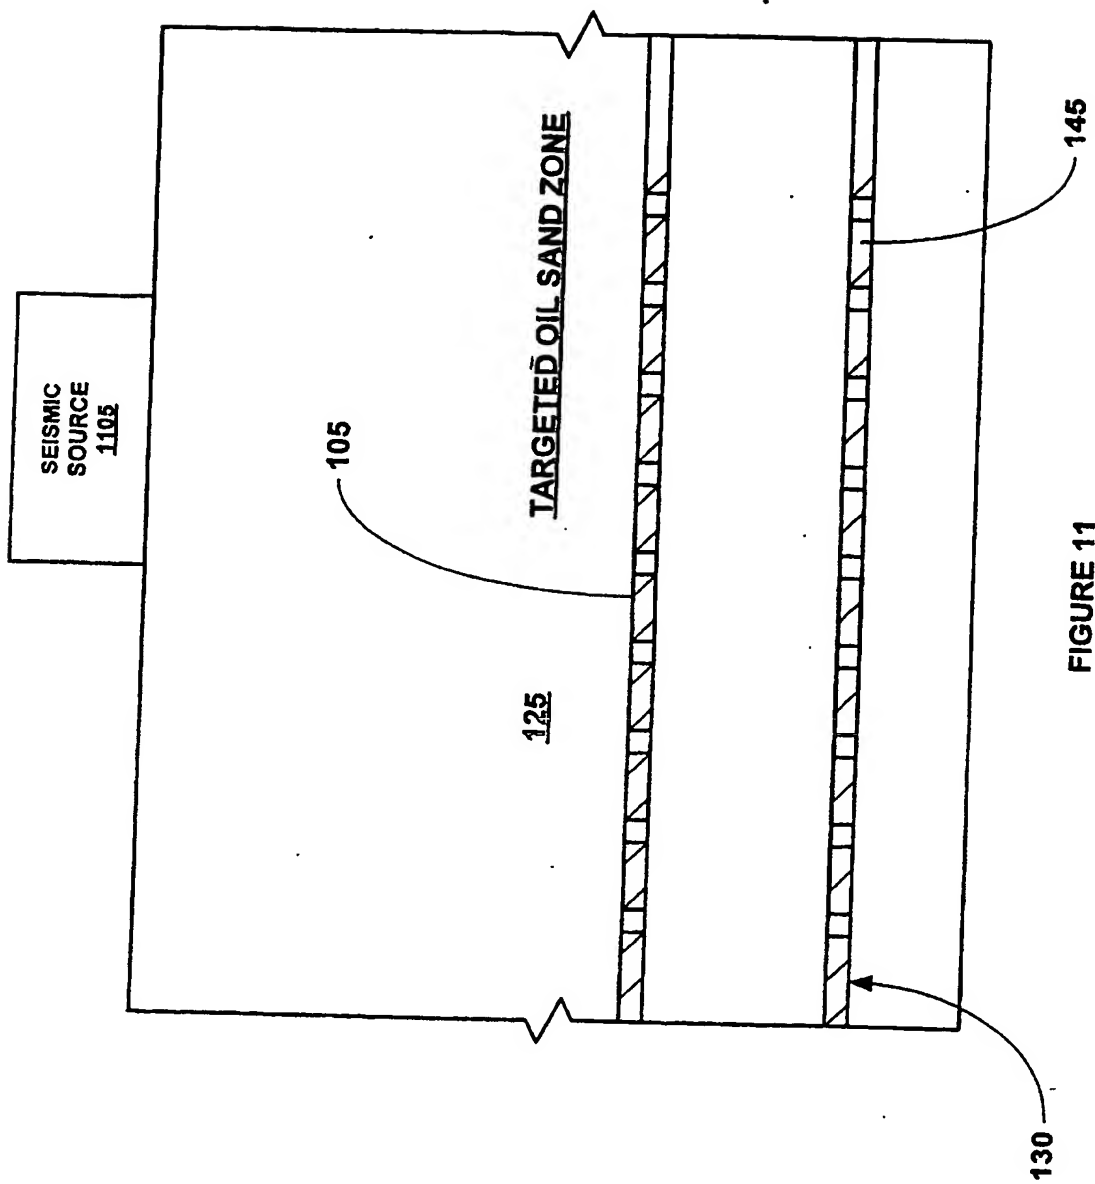 SEISMIC
SOURCE
1105
105
TARGETED OIL SAND ZONE
125
145
130
FIGURE 11